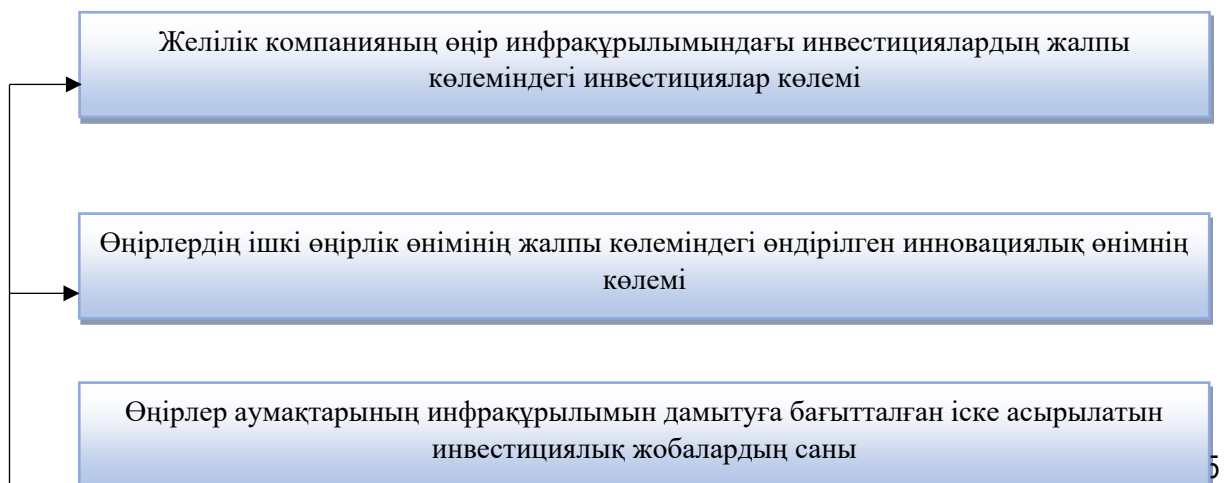 Желілік компанияның өңір инфрақұрылымындағы инвестициялардың жалпы
көлеміндегі инвестициялар көлемі
Өңірлердің ішкі өңірлік өнімінің жалпы көлеміндегі өндірілген инновациялық өнімнің
көлемі
Өңірлер аумақтарының инфрақұрылымын дамытуға бағытталған іске асырылатын
инвестициялық жобалардың саны